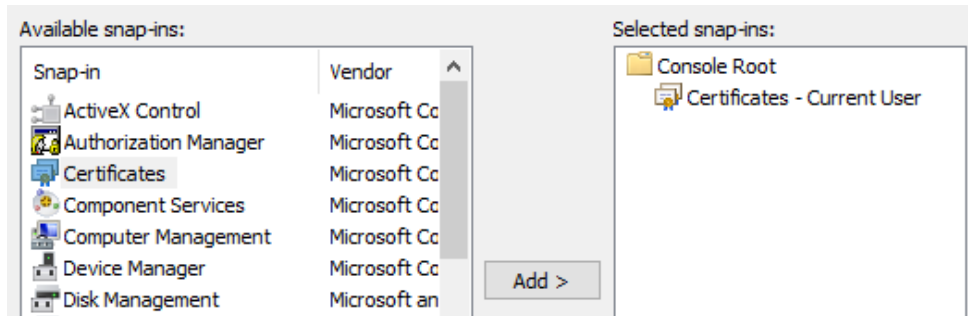 Available snap-ins:
Selected snap-ins:
Snap-in Vendor
Console Root
ActiveX Control Microsoft Co
Certificates - Current User
Authorization Manager Microsoft Co
Certificates Microsoft Co
Component Services Microsoft Co
Computer Management Microsoft Co
Device Manager Microsoft Co
Add >
Disk Management Microsoft an